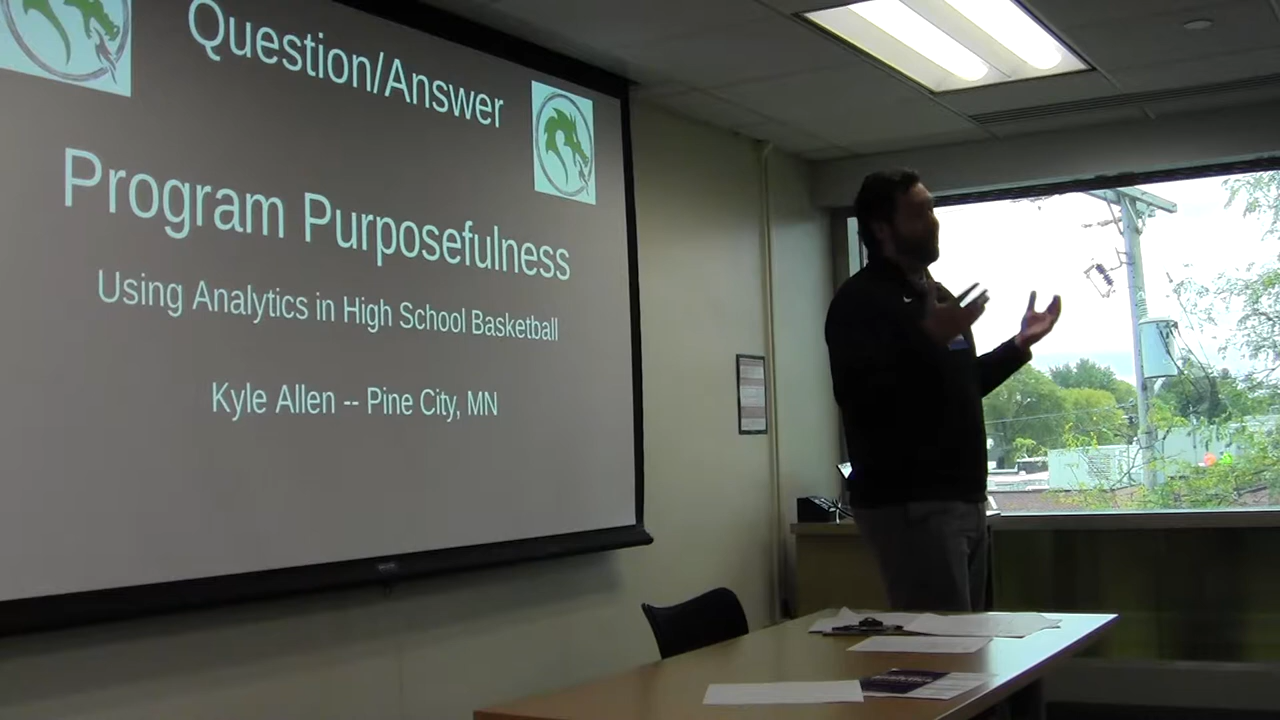 Question/Answer
Program Purposefulness
Using Analytics in High School Basketball
Kyle Allen -- Pine City, MN